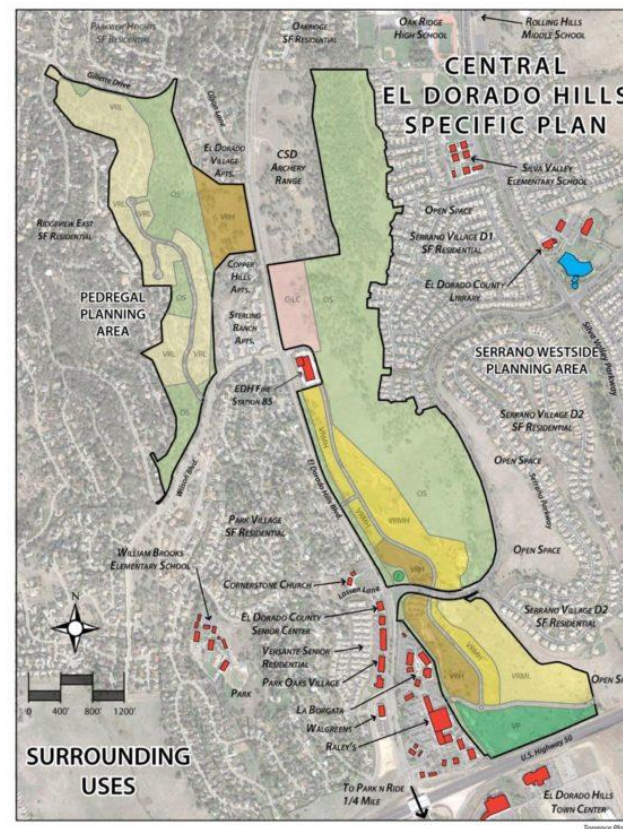 PARKVIEW HEIGHTS
SF RESIDENTIAL
OAKRIDGE
SF RESIDENTIAL
OAK RIDGE
HIGH SCHOOL
ROLLING HILLS
MIDDLE SCHOOL
CENTRAL
EL DORADO HILLS
SPECIFIC PLAN
GILLETTE DRIVE
EL DORADO
VILLAGE
APTS.
CSD
ARCHERY
RANGE
SILVA VALLEY
ELEMENTARY SCHOOL
VRL
OS
VRL
VRL
VRH
OPEN SPACE
SERRANO VILLAGE D1
SF RESIDENTIAL
RIDGEVIEW EAST
SF RESIDENTIAL
EL DORADO COUNTY
LIBRARY
COPPER
HILLS
APTS.
OS
OS
PEDREGAL
PLANNING
AREA
STERLING
RANCH APTS.
SILVA VALLEY PARKWAY
VRL
VRL
SERRANO WESTSIDE
PLANNING AREA
EDH FIRE
STATION 85
OS
SERRANO VILLAGE D2
SF RESIDENTIAL
VRMH
OPEN SPACE
WILSON BLVD.
EL DORADO HILLS BLVD.
OS
SERRANO PARKWAY
PARK VILLAGE
SF RESIDENTIAL
VRMH
VRMH
WILLIAM BROOKS
ELEMENTARY SCHOOL
OPEN SPACE
VRH
CORNERSTONE CHURCH
LASSEN LANE
N
EL DORADO COUNTY
SENIOR CENTER
SERRANO VILLAGE D2
SF RESIDENTIAL
VERSANTE SENIOR
RESIDENTIAL
VRMH
VRML
PARK
PARK OAKS VILLAGE
VRH
OPEN S
LA BORGATA
0 400' 800' 1200'
WALGREENS
VP
RALEY'S
U.S. HIGHWAY 50
SURROUNDING
USES
TO PARK N RIDE
1/4 MILE
EL DORADO HILLS
TOWN CENTER